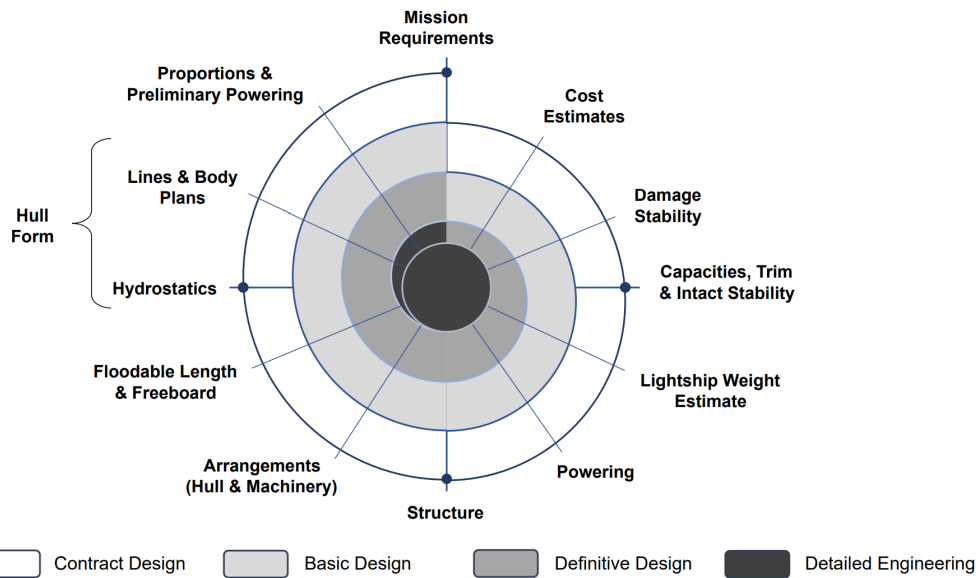 Mission
Requirements
Proportions &
Preliminary Powering
Cost
Estimates
Lines & Body
Plans
Damage
Stability
Hull
Form
Hydrostatics
Capacities, Trim
& Intact Stability
Floodable Length
& Freeboard
Lightship Weight
Estimate
Arrangements
(Hull & Machinery)
Powering
Structure
Contract Design
Basic Design
Definitive Design
Detailed Engineering